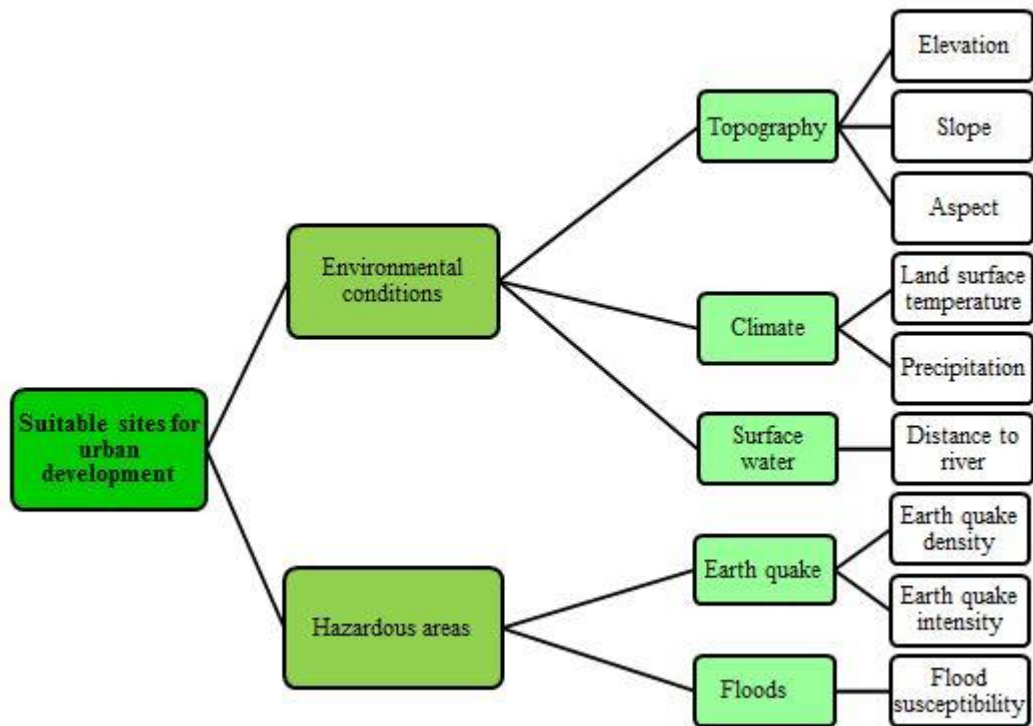 Suitable sites for
urban
development
Environmental
conditions
Hazardous areas
Topography
Climate
Surface
water
Earth quake
Floods
Elevation
Slope
Aspect
Land surface
temperature
Precipitation
Distance to
river
Earth quake
density
Earth quake
intensity
Flood
susceptibility